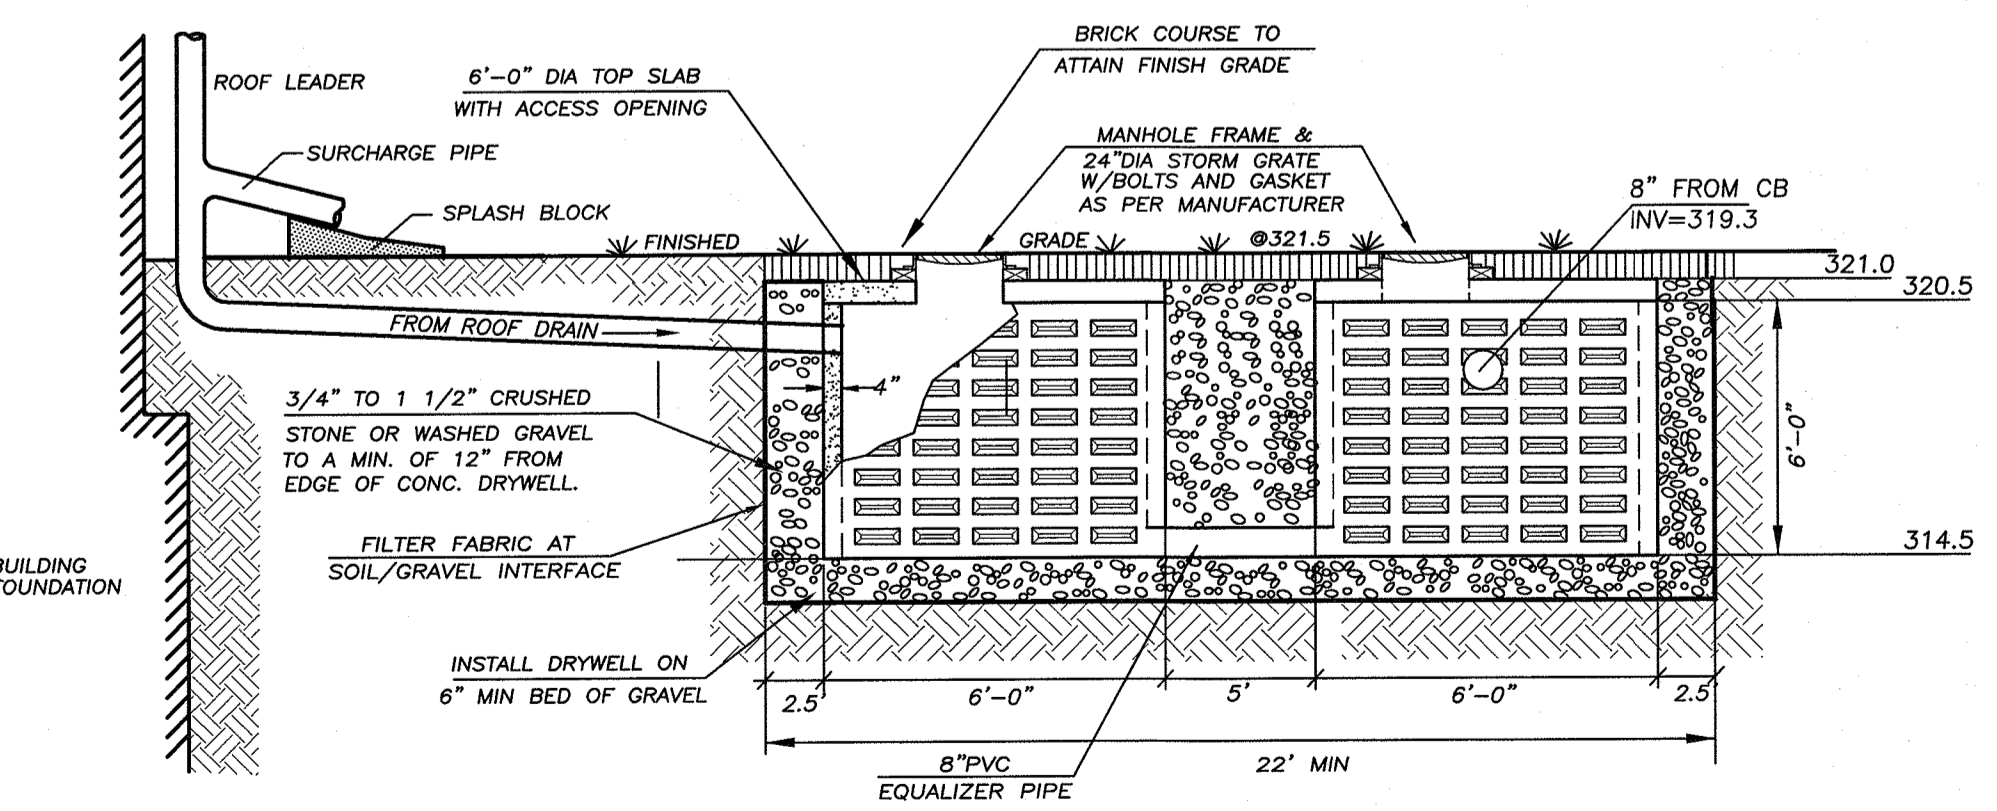 BRICK COURSE TO
ATTAIN FINISH GRADE
ROOF LEADER
6'-0" DIA TOP SLAB
WITH ACCESS OPENING
MANHOLE FRAME &
24"DIA STORM GRATE
W/BOLTS AND GASKET
AS PER MANUFACTURER
SURCHARGE PIPE
8" FROM CB
INV=319.3
SPLASH BLOCK
FINISHED GRADE @321.5
321.0
320.5
FROM ROOF DRAIN
4"
3/4" TO 1 1/2" CRUSHED
STONE OR WASHED GRAVEL
TO A MIN. OF 12" FROM
EDGE OF CONC. DRYWELL.
6'-0"
FILTER FABRIC AT
SOIL/GRAVEL INTERFACE
314.5
BUILDING
FOUNDATION
INSTALL DRYWELL ON
6" MIN BED OF GRAVEL
2.5'
6'-0"
5'
6'-0"
2.5'
22' MIN
8"PVC
EQUALIZER PIPE